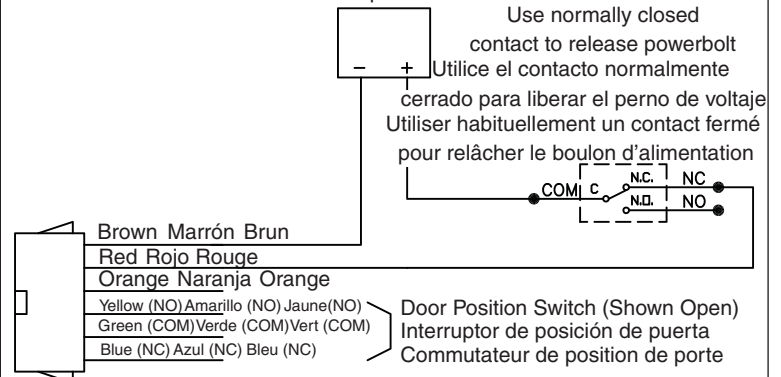 Use normally closed
contact to release powerbolt
Utilice el contacto normalmente
cerrado para liberar el perno de voltaje
Utiliser habituellement un contact fermé
pour relâcher le boulon d'alimentation
– +
COM C N.C. NC
N.O. NO
Brown Marrón Brun
Red Rojo Rouge
Orange Naranja Orange
Yellow (NO) Amarillo (NO) Jaune(NO)
Green (COM) Verde (COM) Vert (COM)
Blue (NC) Azul (NC) Bleu (NC)
Door Position Switch (Shown Open)
Interruptor de posición de puerta
Commutateur de position de porte